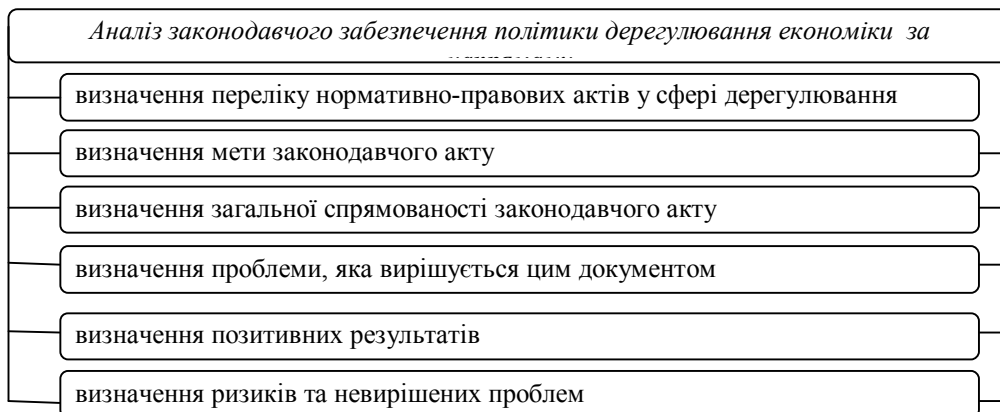 Аналіз законодавчого забезпечення політики дерегулювання економіки за
визначення переліку нормативно-правових актів у сфері дерегулювання
визначення мети законодавчого акту
визначення загальної спрямованості законодавчого акту
визначення проблеми, яка вирішується цим документом
визначення позитивних результатів
визначення ризиків та невирішених проблем